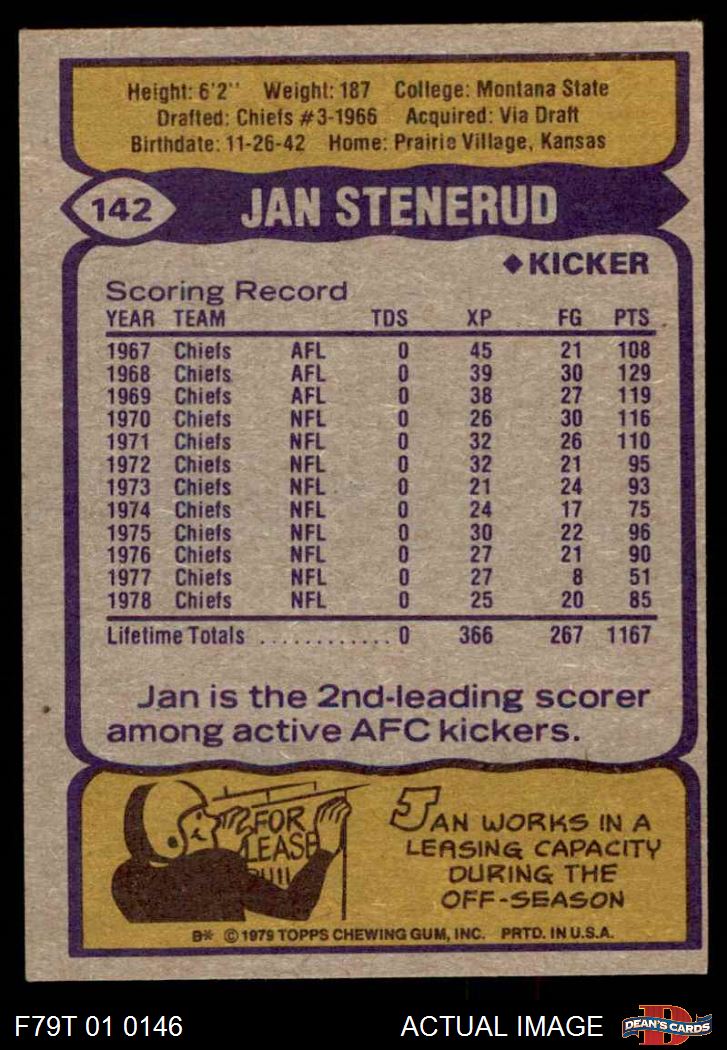 Height: 6'2'' Weight: 187 College: Montana State
Drafted: Chiefs #3-1966 Acquired: Via Draft
Birthdate: 11-26-42 Home: Prairie Village, Kansas
142 JAN STENERUD
◆KICKER
Scoring Record
YEAR TEAM TDS XP FG PTS
1967 Chiefs AFL 0 45 21 108
1968 Chiefs AFL 0 39 30 129
1969 Chiefs AFL 0 38 27 119
1970 Chiefs NFL 0 26 30 116
1971 Chiefs NFL 0 32 26 110
1972 Chiefs NFL 0 32 21 95
1973 Chiefs NFL 0 21 24 93
1974 Chiefs NFL 0 24 17 75
1975 Chiefs NFL 0 30 22 96
1976 Chiefs NFL 0 27 21 90
1977 Chiefs NFL 0 27 8 51
1978 Chiefs NFL 0 25 20 85
Lifetime Totals ............ 0 366 267 1167
Jan is the 2nd-leading scorer
among active AFC kickers.
FOR
LEASE
JAN WORKS IN A
LEASING CAPACITY
DURING THE
OFF-SEASON
B* © 1979 TOPPS CHEWING GUM, INC. PRTD. IN U.S.A.
F79T 01 0146 ACTUAL IMAGE D DEAN'S CARDS